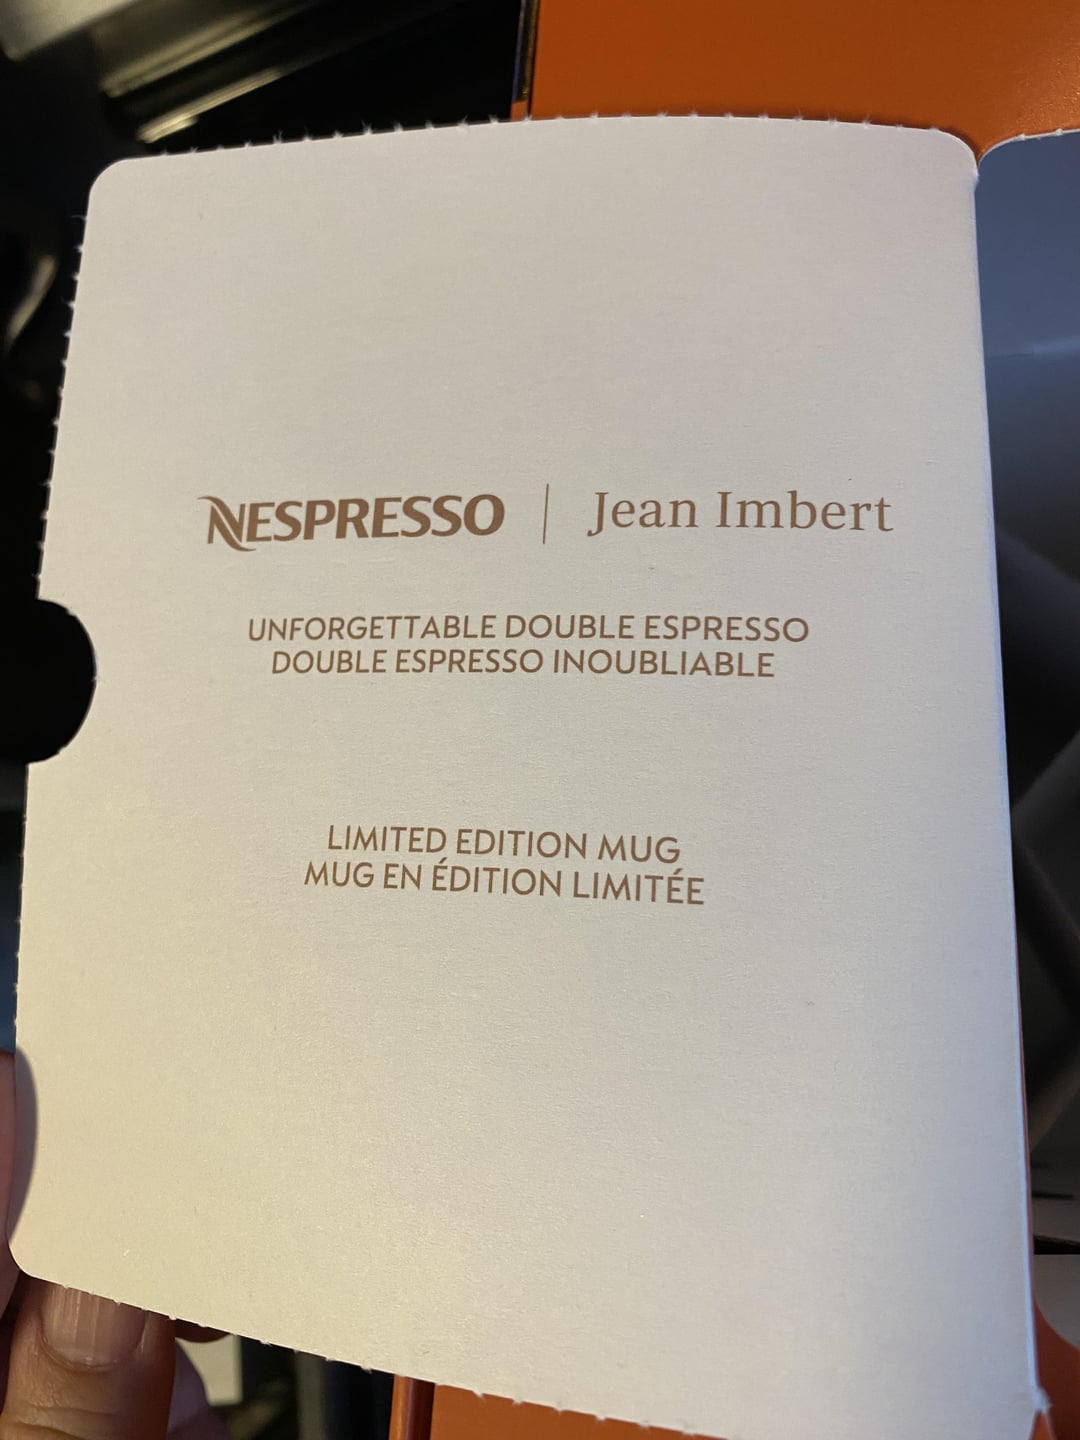 NESPRESSO | Jean Imbert
UNFORGETTABLE DOUBLE ESPRESSO
DOUBLE ESPRESSO INOUBLIABLE
LIMITED EDITION MUG
MUG EN ÉDITION LIMITÉE